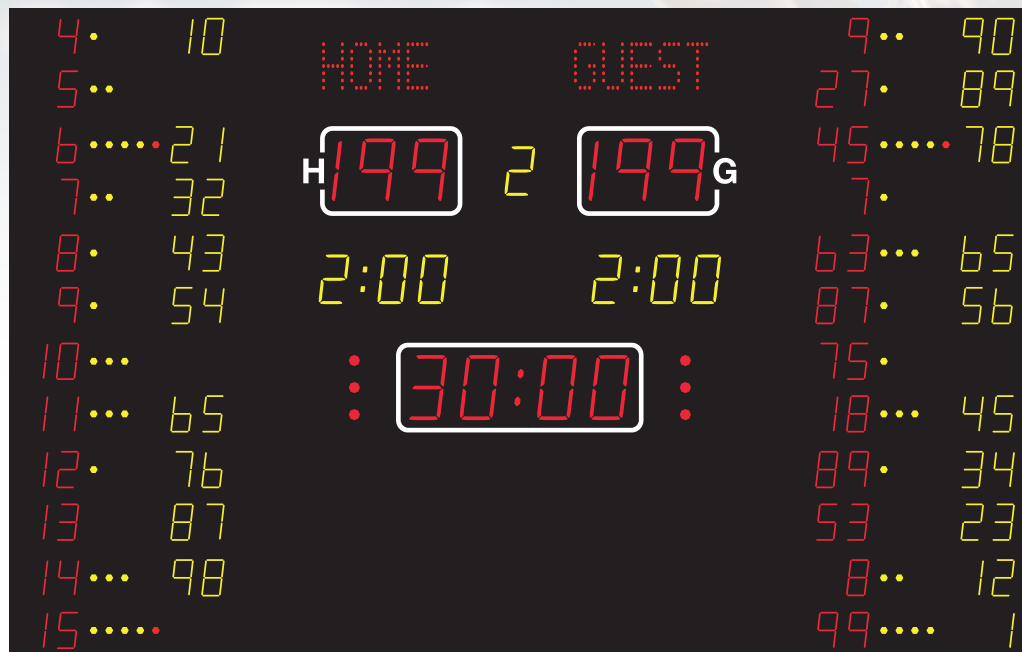 4 10 HOME GUEST 9 90
5 27 89
6 21 H 199 2 199 G 45 78
7 32 7
8 43 2:00 2:00 63 65
9 54 87 56
10 30:00 75
11 65 18 45
12 76 89 34
13 87 53 23
14 98 8 12
15 99 1